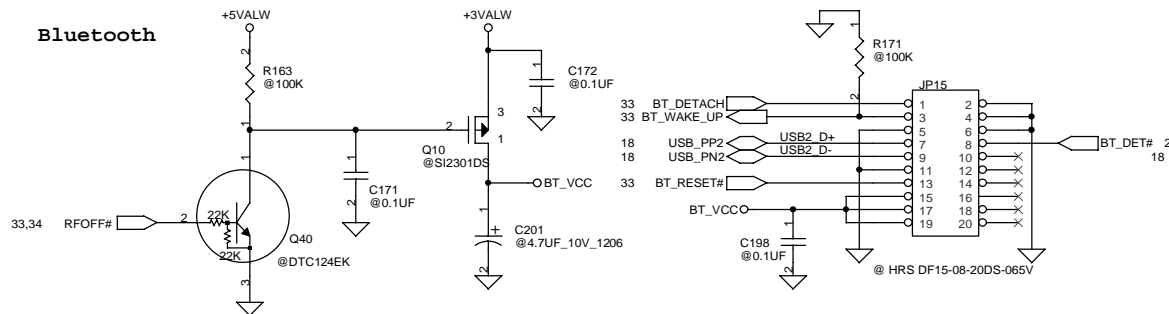 Bluetooth
+5VALW
2
R163
@100K
1
1
33,34 RFOFF#
2
22K
22K
Q40
@DTC124EK
3
+3VALW
1
C172
@0.1UF
2
2
3
1
Q10
@SI2301DS
1
C171
@0.1UF
2
BT_VCC
1
+
C201
@4.7UF_10V_1206
2
1
R171
@100K
2
JP15
33 BT_DETACH 1 2
33 BT_WAKE_UP 3 4
5 6
18 USB_PP2 USB2_D+ 7 8 BT_DET# 2
18 USB_PN2 USB2_D- 9 10 18
11 12
33 BT_RESET# 13 14
15 16
BT_VCC 17 18
19 20
1
C198
@0.1UF
2
@ HRS DF15-08-20DS-065V